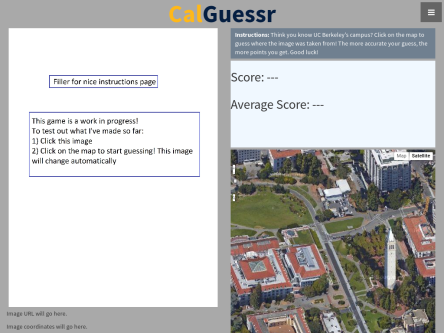 CalGuessr
Instructions: Think you know UC Berkeley's campus? Click on the map to
guess where the image was taken from! The more accurate your guess, the
more points you get. Good luck!
Filler for nice instructions page
This game is a work in progress!
To test out what I've made so far:
1) Click this image
2) Click on the map to start guessing! This image
will change automatically
Score: ---
Average Score: ---
Map Satellite
Image URL will go here.
Image coordinates will go here.